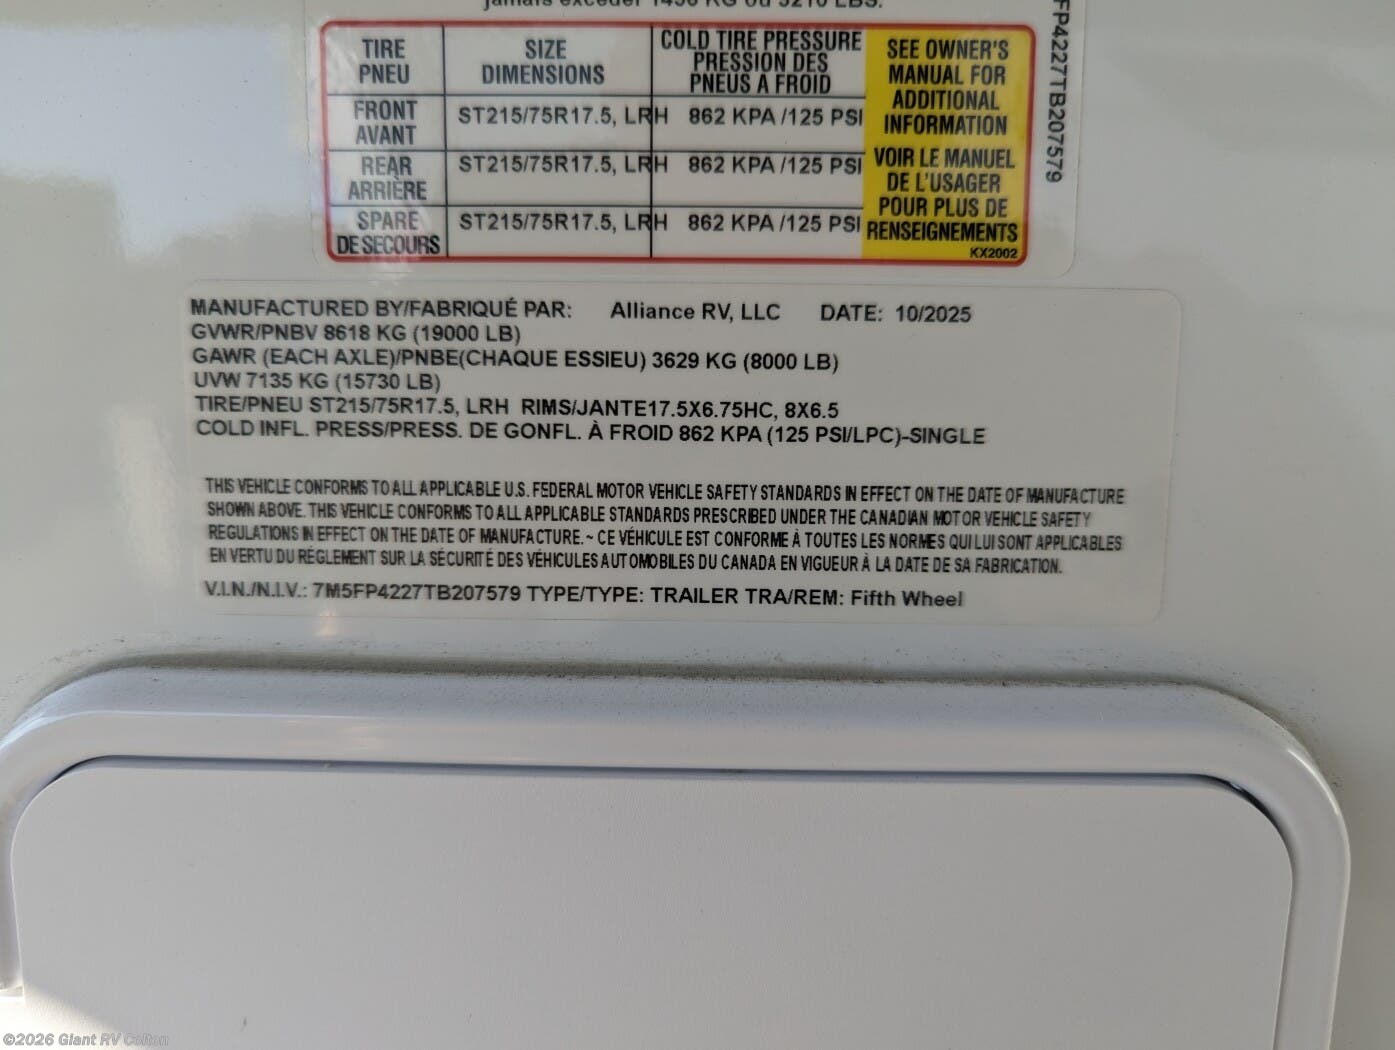 jamais excéder 1456 KG ou 3210 LBS.
TIRE
PNEU
SIZE
DIMENSIONS
COLD TIRE PRESSURE
PRESSION DES
PNEUS A FROID
FRONT
AVANT
ST215/75R17.5, LRH
862 KPA /125 PSI
REAR
ARRIÈRE
ST215/75R17.5, LRH
862 KPA /125 PSI
SPARE
DE SECOURS
ST215/75R17.5, LRH
862 KPA /125 PSI
SEE OWNER'S
MANUAL FOR
ADDITIONAL
INFORMATION
VOIR LE MANUEL
DE L'USAGER
POUR PLUS DE
RENSEIGNEMENTS
KX2002
FP4227TB207579
MANUFACTURED BY/FABRIQUÉ PAR: Alliance RV, LLC DATE: 10/2025
GVWR/PNBV 8618 KG (19000 LB)
GAWR (EACH AXLE)/PNBE(CHAQUE ESSIEU) 3629 KG (8000 LB)
UVW 7135 KG (15730 LB)
TIRE/PNEU ST215/75R17.5, LRH RIMS/JANTE17.5X6.75HC, 8X6.5
COLD INFL. PRESS/PRESS. DE GONFL. À FROID 862 KPA (125 PSI/LPC)-SINGLE
THIS VEHICLE CONFORMS TO ALL APPLICABLE U.S. FEDERAL MOTOR VEHICLE SAFETY STANDARDS IN EFFECT ON THE DATE OF MANUFACTURE
SHOWN ABOVE. THIS VEHICLE CONFORMS TO ALL APPLICABLE STANDARDS PRESCRIBED UNDER THE CANADIAN MOTOR VEHICLE SAFETY
REGULATIONS IN EFFECT ON THE DATE OF MANUFACTURE. ~ CE VÉHICULE EST CONFORME À TOUTES LES NORMES QUI LUI SONT APPLICABLES
EN VERTU DU RÉGLEMENT SUR LA SÉCURITÉ DES VÉHICULES AUTOMOBILES DU CANADA EN VIGUEUR À LA DATE DE SA FABRICATION.
V.I.N./N.I.V.: 7M5FP4227TB207579 TYPE/TYPE: TRAILER TRA/REM: Fifth Wheel
©2026 Giant RV Colton